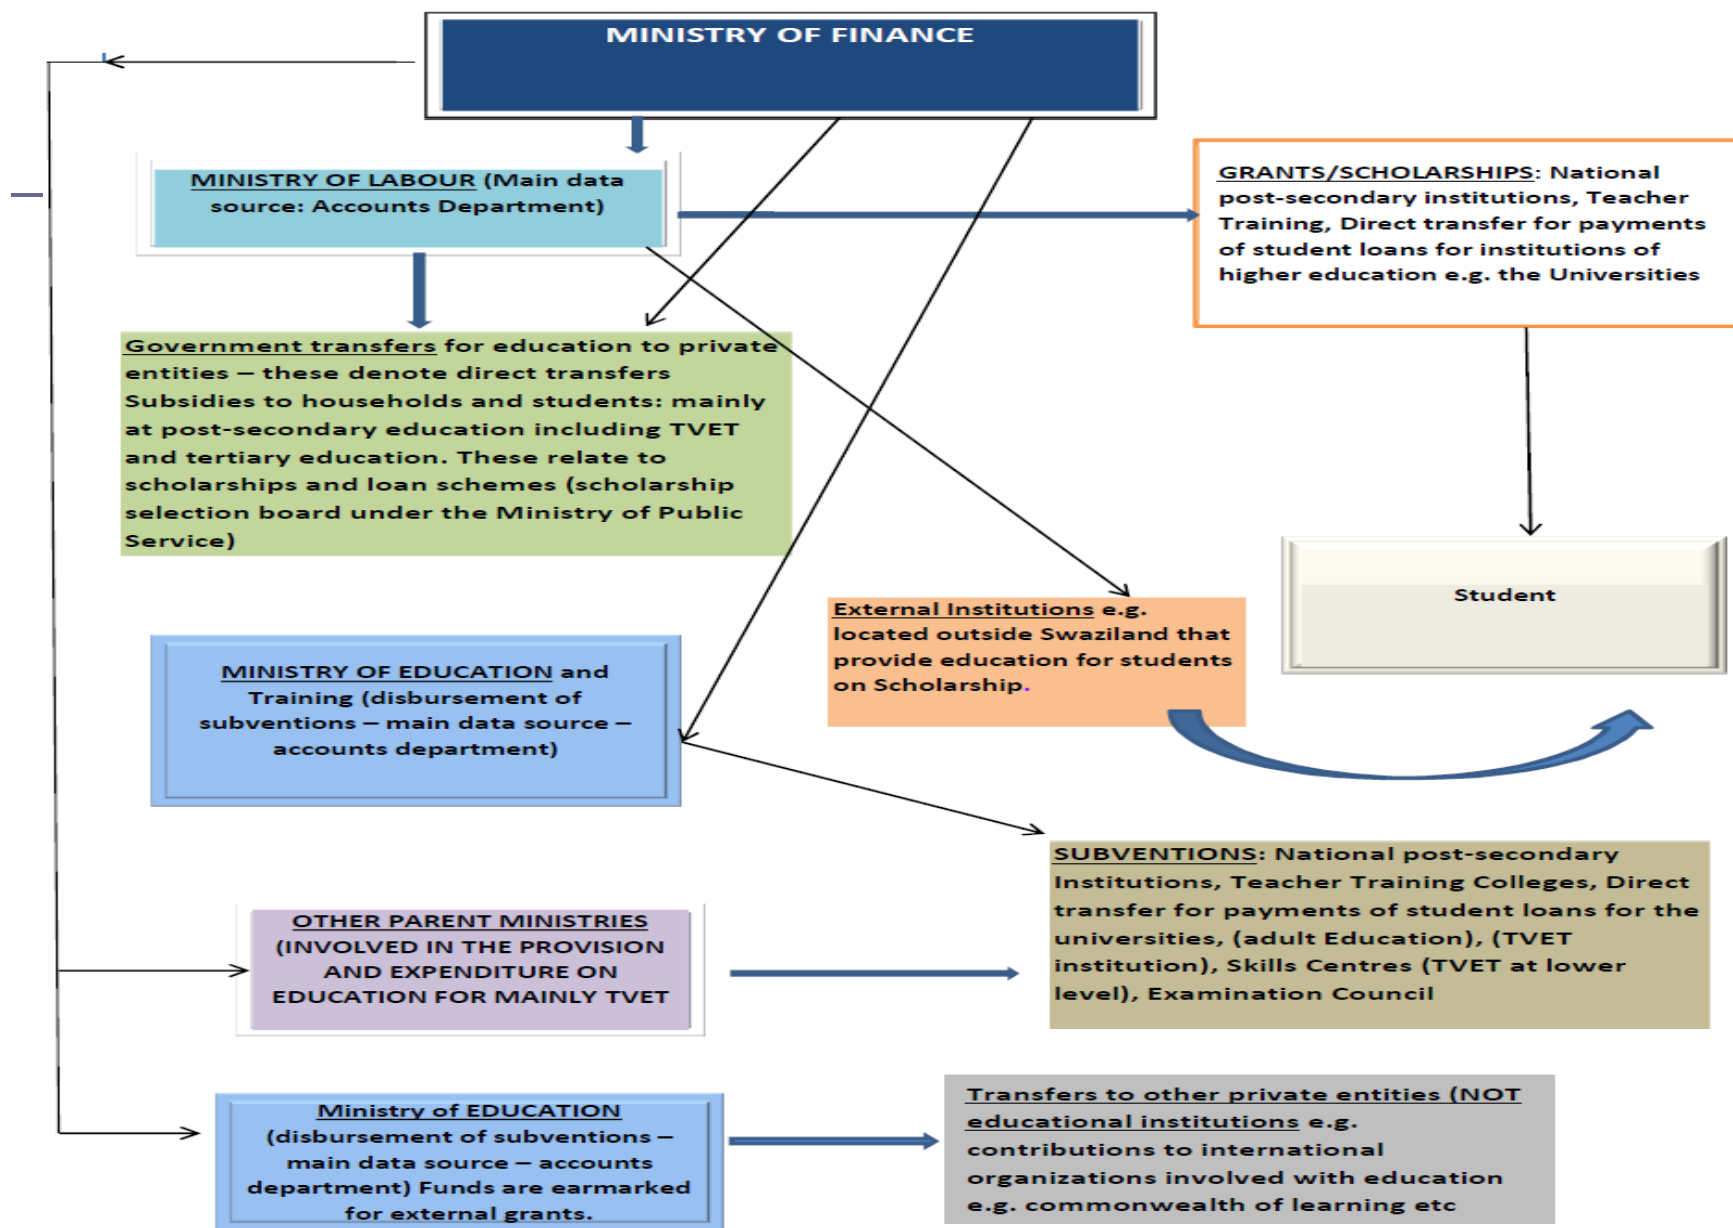 MINISTRY OF FINANCE
MINISTRY OF LABOUR (Main data
source: Accounts Department)
GRANTS/SCHOLARSHIPS: National
post-secondary institutions, Teacher
Training, Direct transfer for payments
of student loans for institutions of
higher education e.g. the Universities
Government transfers for education to private
entities – these denote direct transfers
Subsidies to households and students: mainly
at post-secondary education including TVET
and tertiary education. These relate to
scholarships and loan schemes (scholarship
selection board under the Ministry of Public
Service)
Student
External Institutions e.g.
located outside Swaziland that
provide education for students
on Scholarship.
MINISTRY OF EDUCATION and
Training (disbursement of
subventions – main data source –
accounts department)
SUBVENTIONS: National post-secondary
Institutions, Teacher Training Colleges, Direct
transfer for payments of student loans for the
universities, (adult Education), (TVET
institution), Skills Centres (TVET at lower
level), Examination Council
OTHER PARENT MINISTRIES
(INVOLVED IN THE PROVISION
AND EXPENDITURE ON
EDUCATION FOR MAINLY TVET
Ministry of EDUCATION
(disbursement of subventions –
main data source – accounts
department) Funds are earmarked
for external grants.
Transfers to other private entities (NOT
educational institutions e.g.
contributions to international
organizations involved with education
e.g. commonwealth of learning etc